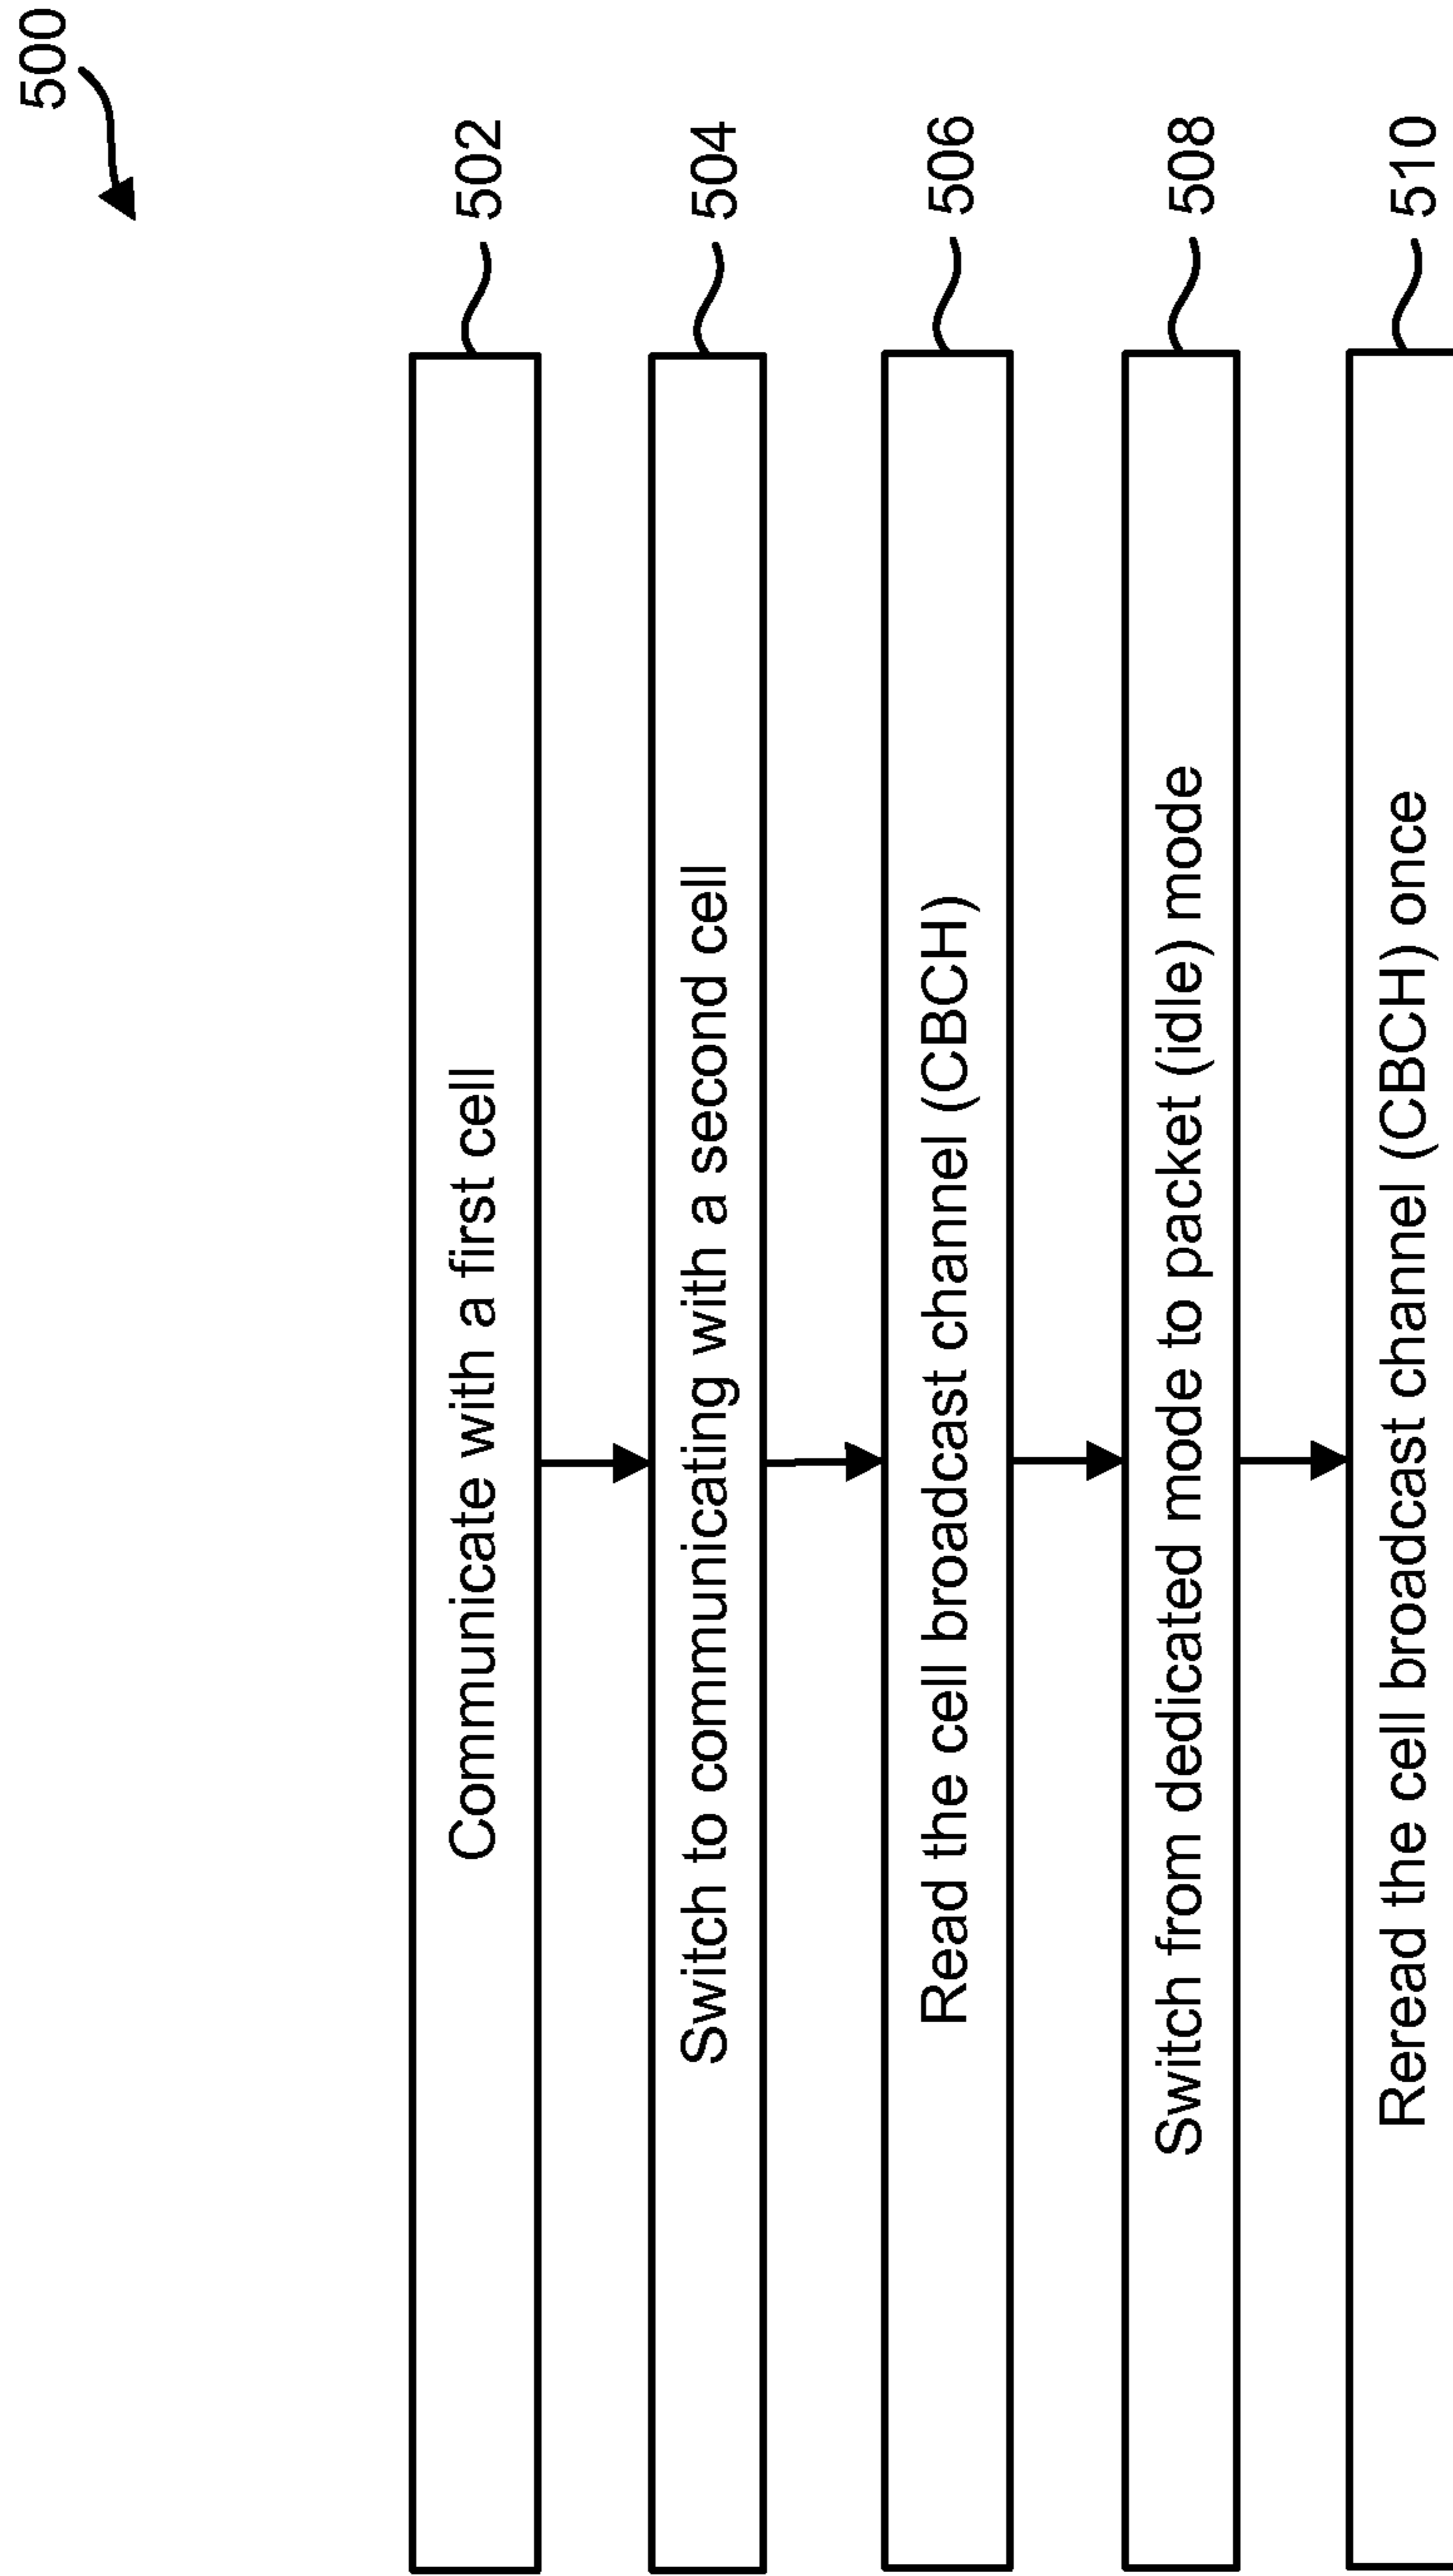 500
Communicate with a first cell
502
Switch to communicating with a second cell
504
Read the cell broadcast channel (CBCH)
506
Switch from dedicated mode to packet (idle) mode
508
Reread the cell broadcast channel (CBCH) once
510